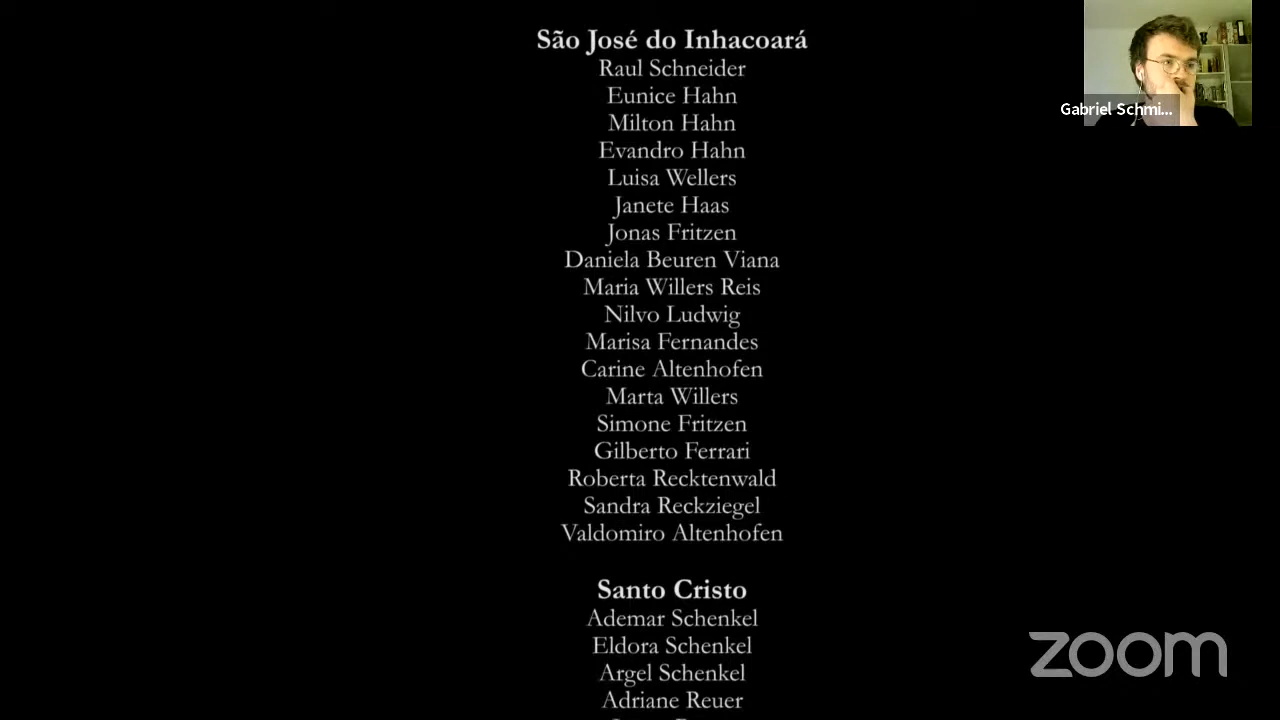 São José do Inhacoará
Raul Schneider
Eunice Hahn
Milton Hahn
Evandro Hahn
Luisa Wellers
Janete Haas
Jonas Fritzen
Daniela Beuren Viana
Maria Willers Reis
Nilvo Ludwig
Marisa Fernandes
Carine Altenhofen
Marta Willers
Simone Fritzen
Gilberto Ferrari
Roberta Recktenwald
Sandra Reckziegel
Valdomiro Altenhofen
Santo Cristo
Ademar Schenkel
Eldora Schenkel
Argel Schenkel
Adriane Reuer
Gabriel Schmi...
zoom